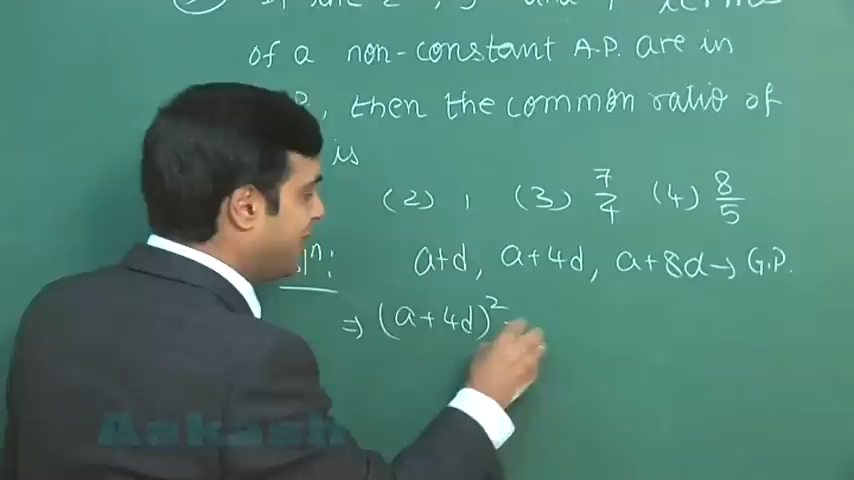 of a non-constant A.P. are in
, then the common ratio of
is
(2) 1 (3) 7/4 (4) 8/5
a+d, a+4d, a+8d → G.P.
⇒ (a+4d)²
Aakash